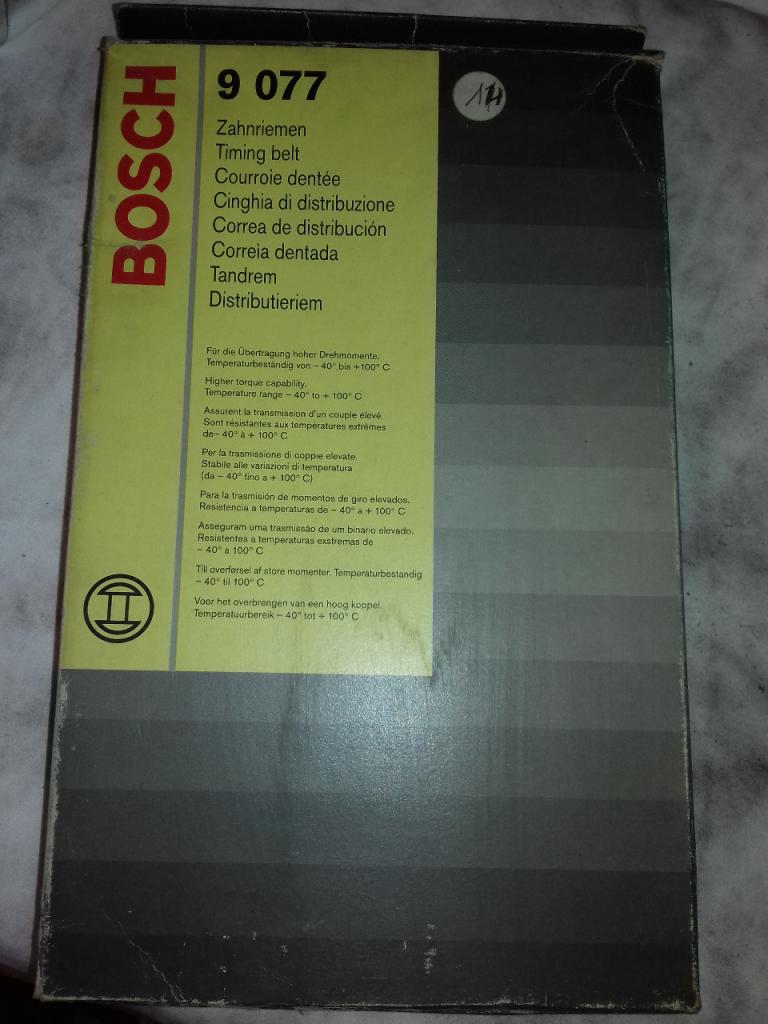 BOSCH
9 077
Zahnriemen
Timing belt
Courroie dentée
Cinghia di distribuzione
Correa de distribución
Correia dentada
Tandrem
Distributieriem
Für die Übertragung hoher Drehmomente.
Temperaturbeständig von – 40° bis +100° C
Higher torque capability.
Temperature range – 40° to + 100° C
Assurent la transmission d'un couple élevé.
Sont résistantes aux températures extrêmes
de – 40° à + 100° C
Per la trasmissione di coppie elevate.
Stabile alle variazioni di temperatura
(da – 40° fino a + 100° C)
Para la trasmisión de momentos de giro elevados.
Resistencia a temperaturas de – 40° a + 100° C
Asseguram uma trasmissão de um binario elevado.
Resistentes a temperaturas exstremas de
– 40° a 100° C
Till overførsel af store momenter. Temperaturbestandig
– 40° til 100° C
Voor het overbrengen van een hoog koppel.
Temperatuurbereik – 40° tot + 100° C